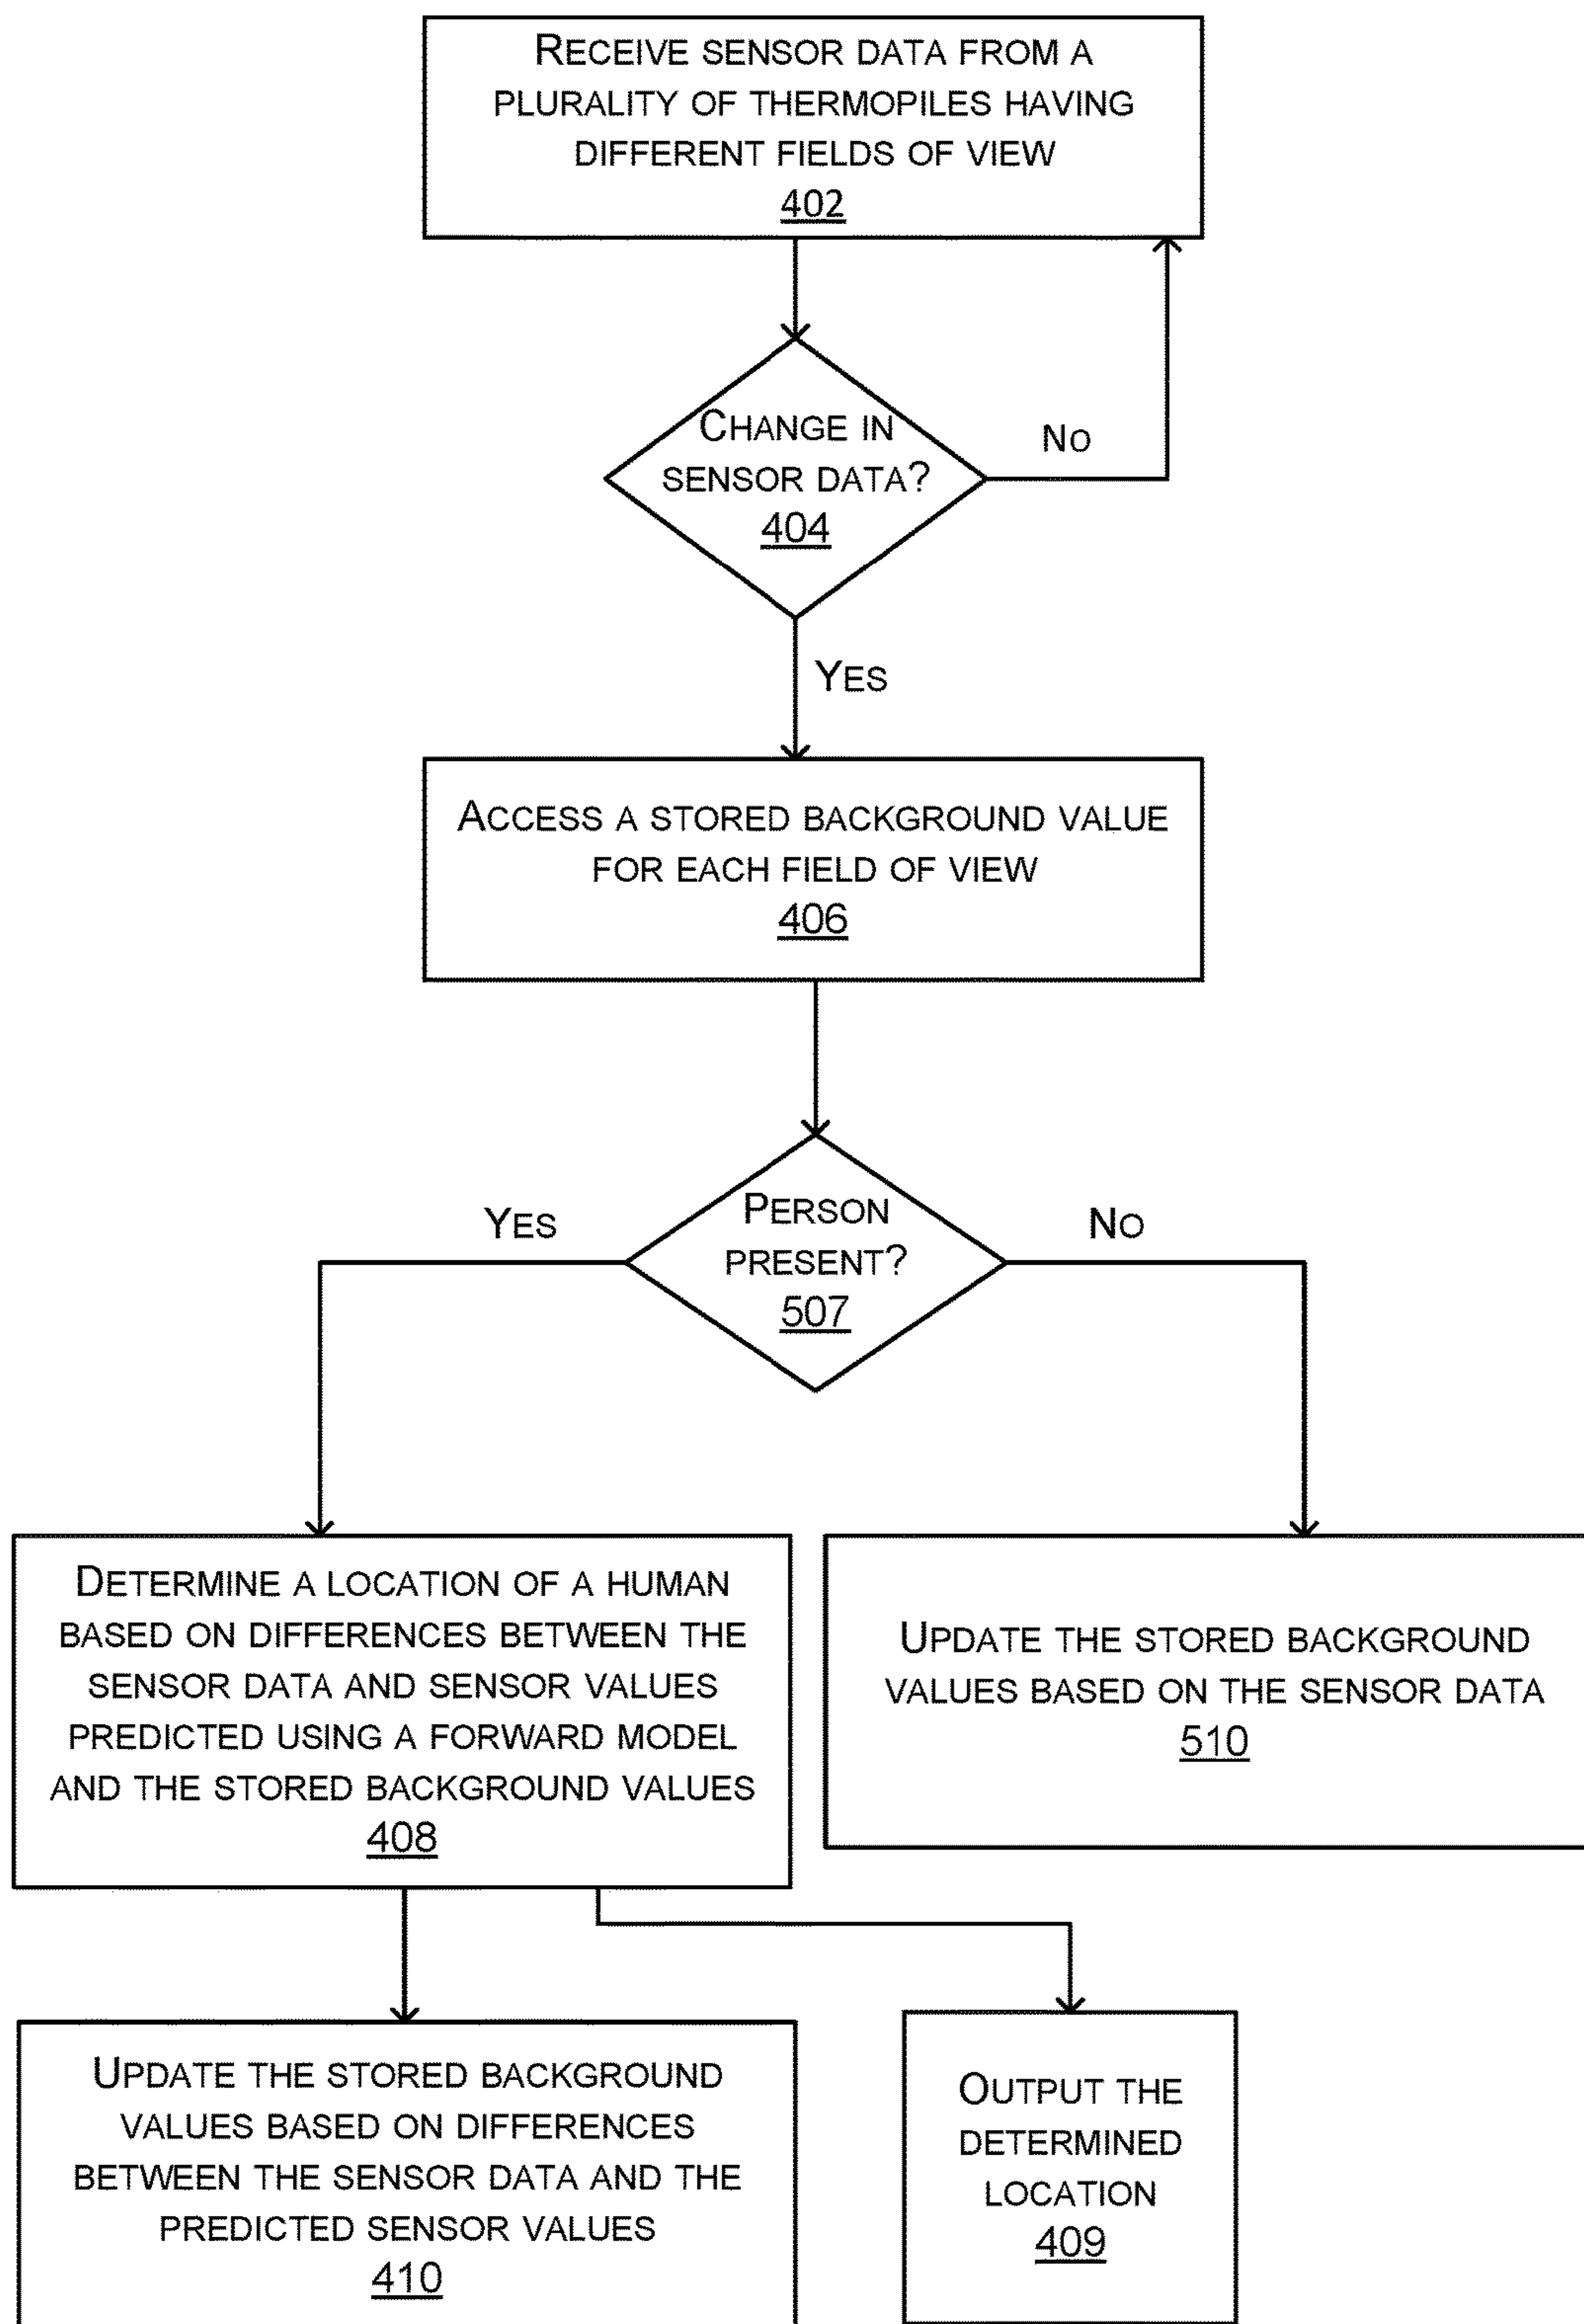 RECEIVE SENSOR DATA FROM A
PLURALITY OF THERMOPILES HAVING
DIFFERENT FIELDS OF VIEW
402
CHANGE IN
SENSOR DATA?
404
NO
YES
ACCESS A STORED BACKGROUND VALUE
FOR EACH FIELD OF VIEW
406
YES
PERSON
PRESENT?
507
NO
DETERMINE A LOCATION OF A HUMAN
BASED ON DIFFERENCES BETWEEN THE
SENSOR DATA AND SENSOR VALUES
PREDICTED USING A FORWARD MODEL
AND THE STORED BACKGROUND VALUES
408
UPDATE THE STORED BACKGROUND
VALUES BASED ON THE SENSOR DATA
510
UPDATE THE STORED BACKGROUND
VALUES BASED ON DIFFERENCES
BETWEEN THE SENSOR DATA AND THE
PREDICTED SENSOR VALUES
410
OUTPUT THE
DETERMINED
LOCATION
409